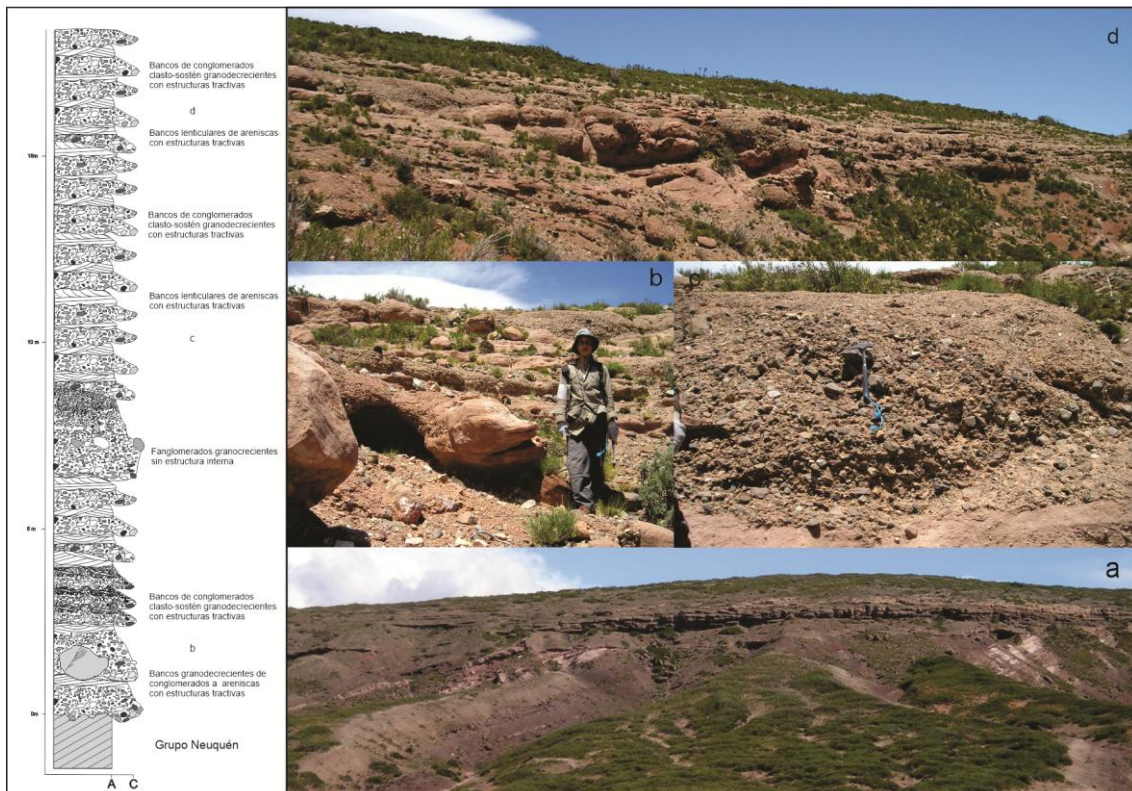 Bancos de conglomerados
clasto-sostén granodecrecientes
con estructuras tractivas
d
Bancos lenticulares de areniscas
con estructuras tractivas
16m
Bancos de conglomerados
clasto-sostén granodecrecientes
con estructuras tractivas
Bancos lenticulares de areniscas
con estructuras tractivas
c
10 m
Fanglomerados granocrecientes
sin estructura interna
5 m
Bancos de conglomerados
clasto-sostén granodecrecientes
con estructuras tractivas
b
Bancos granodecrecientes de
conglomerados a areniscas
con estructuras tractivas
0m
Grupo Neuquén
A C
d
b
c
a